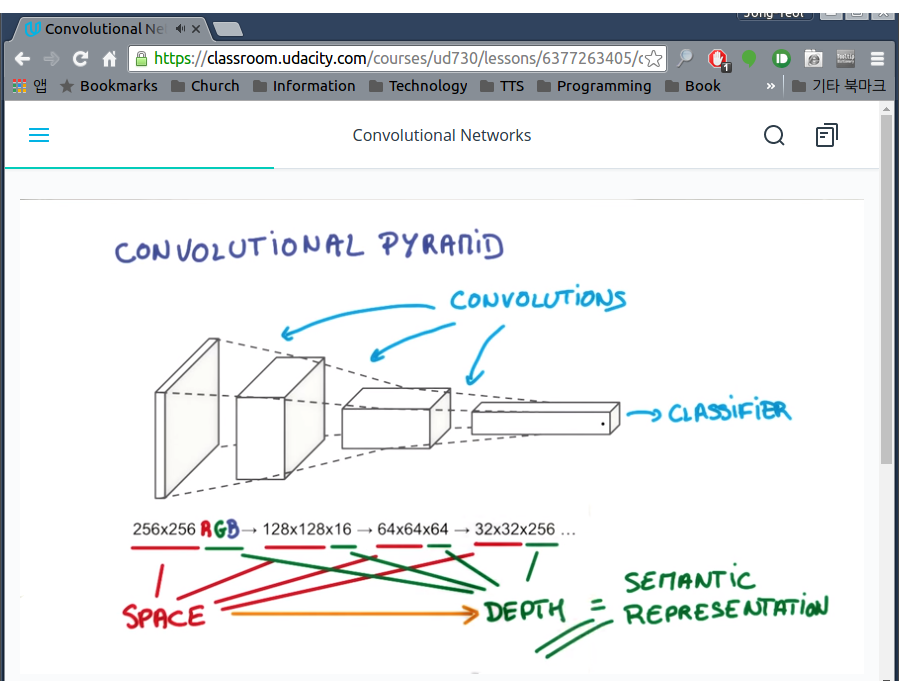 Convolutional Ne
https://classroom.udacity.com/courses/ud730/lessons/6377263405/c
1
앱 Bookmarks Church Information Technology TTS Programming Book » 기타 북마크
Convolutional Networks
CONVOLUTIONAL PYRAMID
CONVOLUTIONS
CLASSIFIER
256x256 RGB → 128x128x16 → 64x64x64 → 32x32x256 ...
SPACE → DEPTH = SEMANTIC
REPRESENTATION